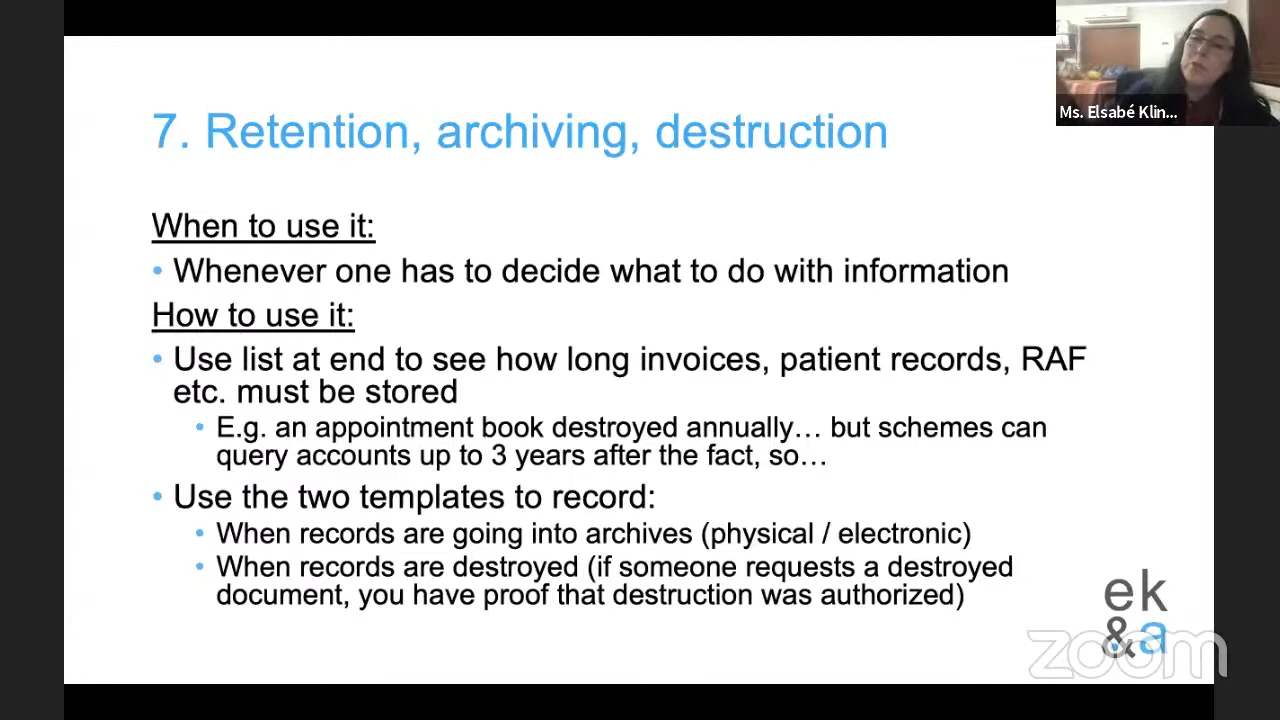 Ms. Elsabé Klin...
7. Retention, archiving, destruction
When to use it:
• Whenever one has to decide what to do with information
How to use it:
• Use list at end to see how long invoices, patient records, RAF
etc. must be stored
• E.g. an appointment book destroyed annually… but schemes can
query accounts up to 3 years after the fact, so…
• Use the two templates to record:
• When records are going into archives (physical / electronic)
• When records are destroyed (if someone requests a destroyed
document, you have proof that destruction was authorized)
ek
&a
zoom